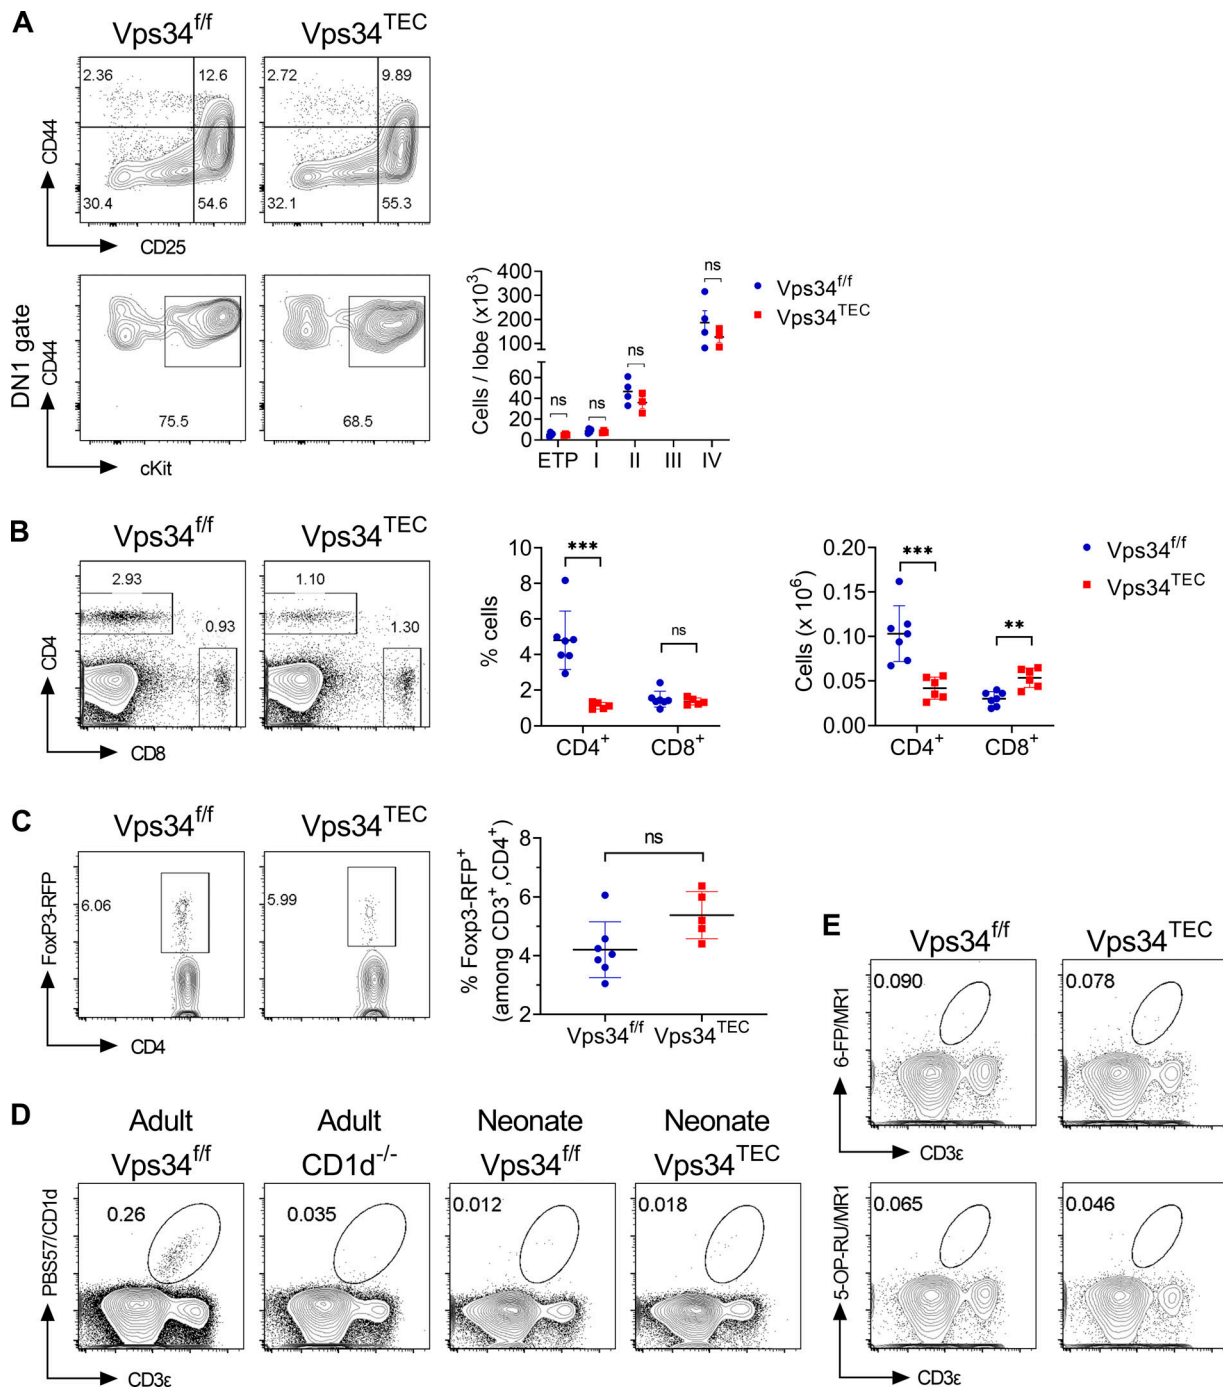 A
Vps34f/f
Vps34TEC
2.36
12.6
30.4
54.6
2.72
9.89
32.1
55.3
CD44
CD25
DN1 gate
CD44
75.5
68.5
cKit
Cells / lobe (x10³)
400
300
200
100
60
40
20
0
ns
ns
ns
ns
ETP
I
II
III
IV
Vps34f/f
Vps34TEC
B
Vps34f/f
Vps34TEC
2.93
0.93
1.10
1.30
CD4
CD8
% cells
10
8
6
4
2
0
***
ns
CD4+
CD8+
Cells (x 10⁶)
0.20
0.15
0.10
0.05
0.00
***
**
CD4+
CD8+
Vps34f/f
Vps34TEC
C
Vps34f/f
Vps34TEC
6.06
5.99
FoxP3-RFP
CD4
% Foxp3-RFP+
(among CD3+,CD4+)
8
6
4
2
ns
Vps34f/f
Vps34TEC
D
Adult
Vps34f/f
Adult
CD1d-/-
Neonate
Vps34f/f
Neonate
Vps34TEC
0.26
0.035
0.012
0.018
PBS57/CD1d
CD3ε
E
Vps34f/f
Vps34TEC
0.090
0.078
6-FP/MR1
CD3ε
0.065
0.046
5-OP-RU/MR1
CD3ε